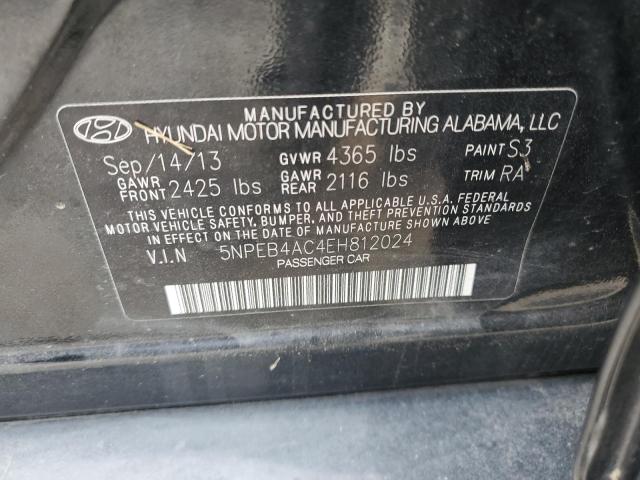 MANUFACTURED BY
HYUNDAI MOTOR MANUFACTURING ALABAMA, LLC
Sep/14/13 GVWR 4365 lbs PAINT S3
GAWR FRONT 2425 lbs GAWR REAR 2116 lbs TRIM RA
THIS VEHICLE CONFORMS TO ALL APPLICABLE U.S.A. FEDERAL
MOTOR VEHICLE SAFETY, BUMPER, AND THEFT PREVENTION STANDARDS
IN EFFECT ON THE DATE OF MANUFACTURE SHOWN ABOVE
V.I.N 5NPEB4AC4EH812024
PASSENGER CAR